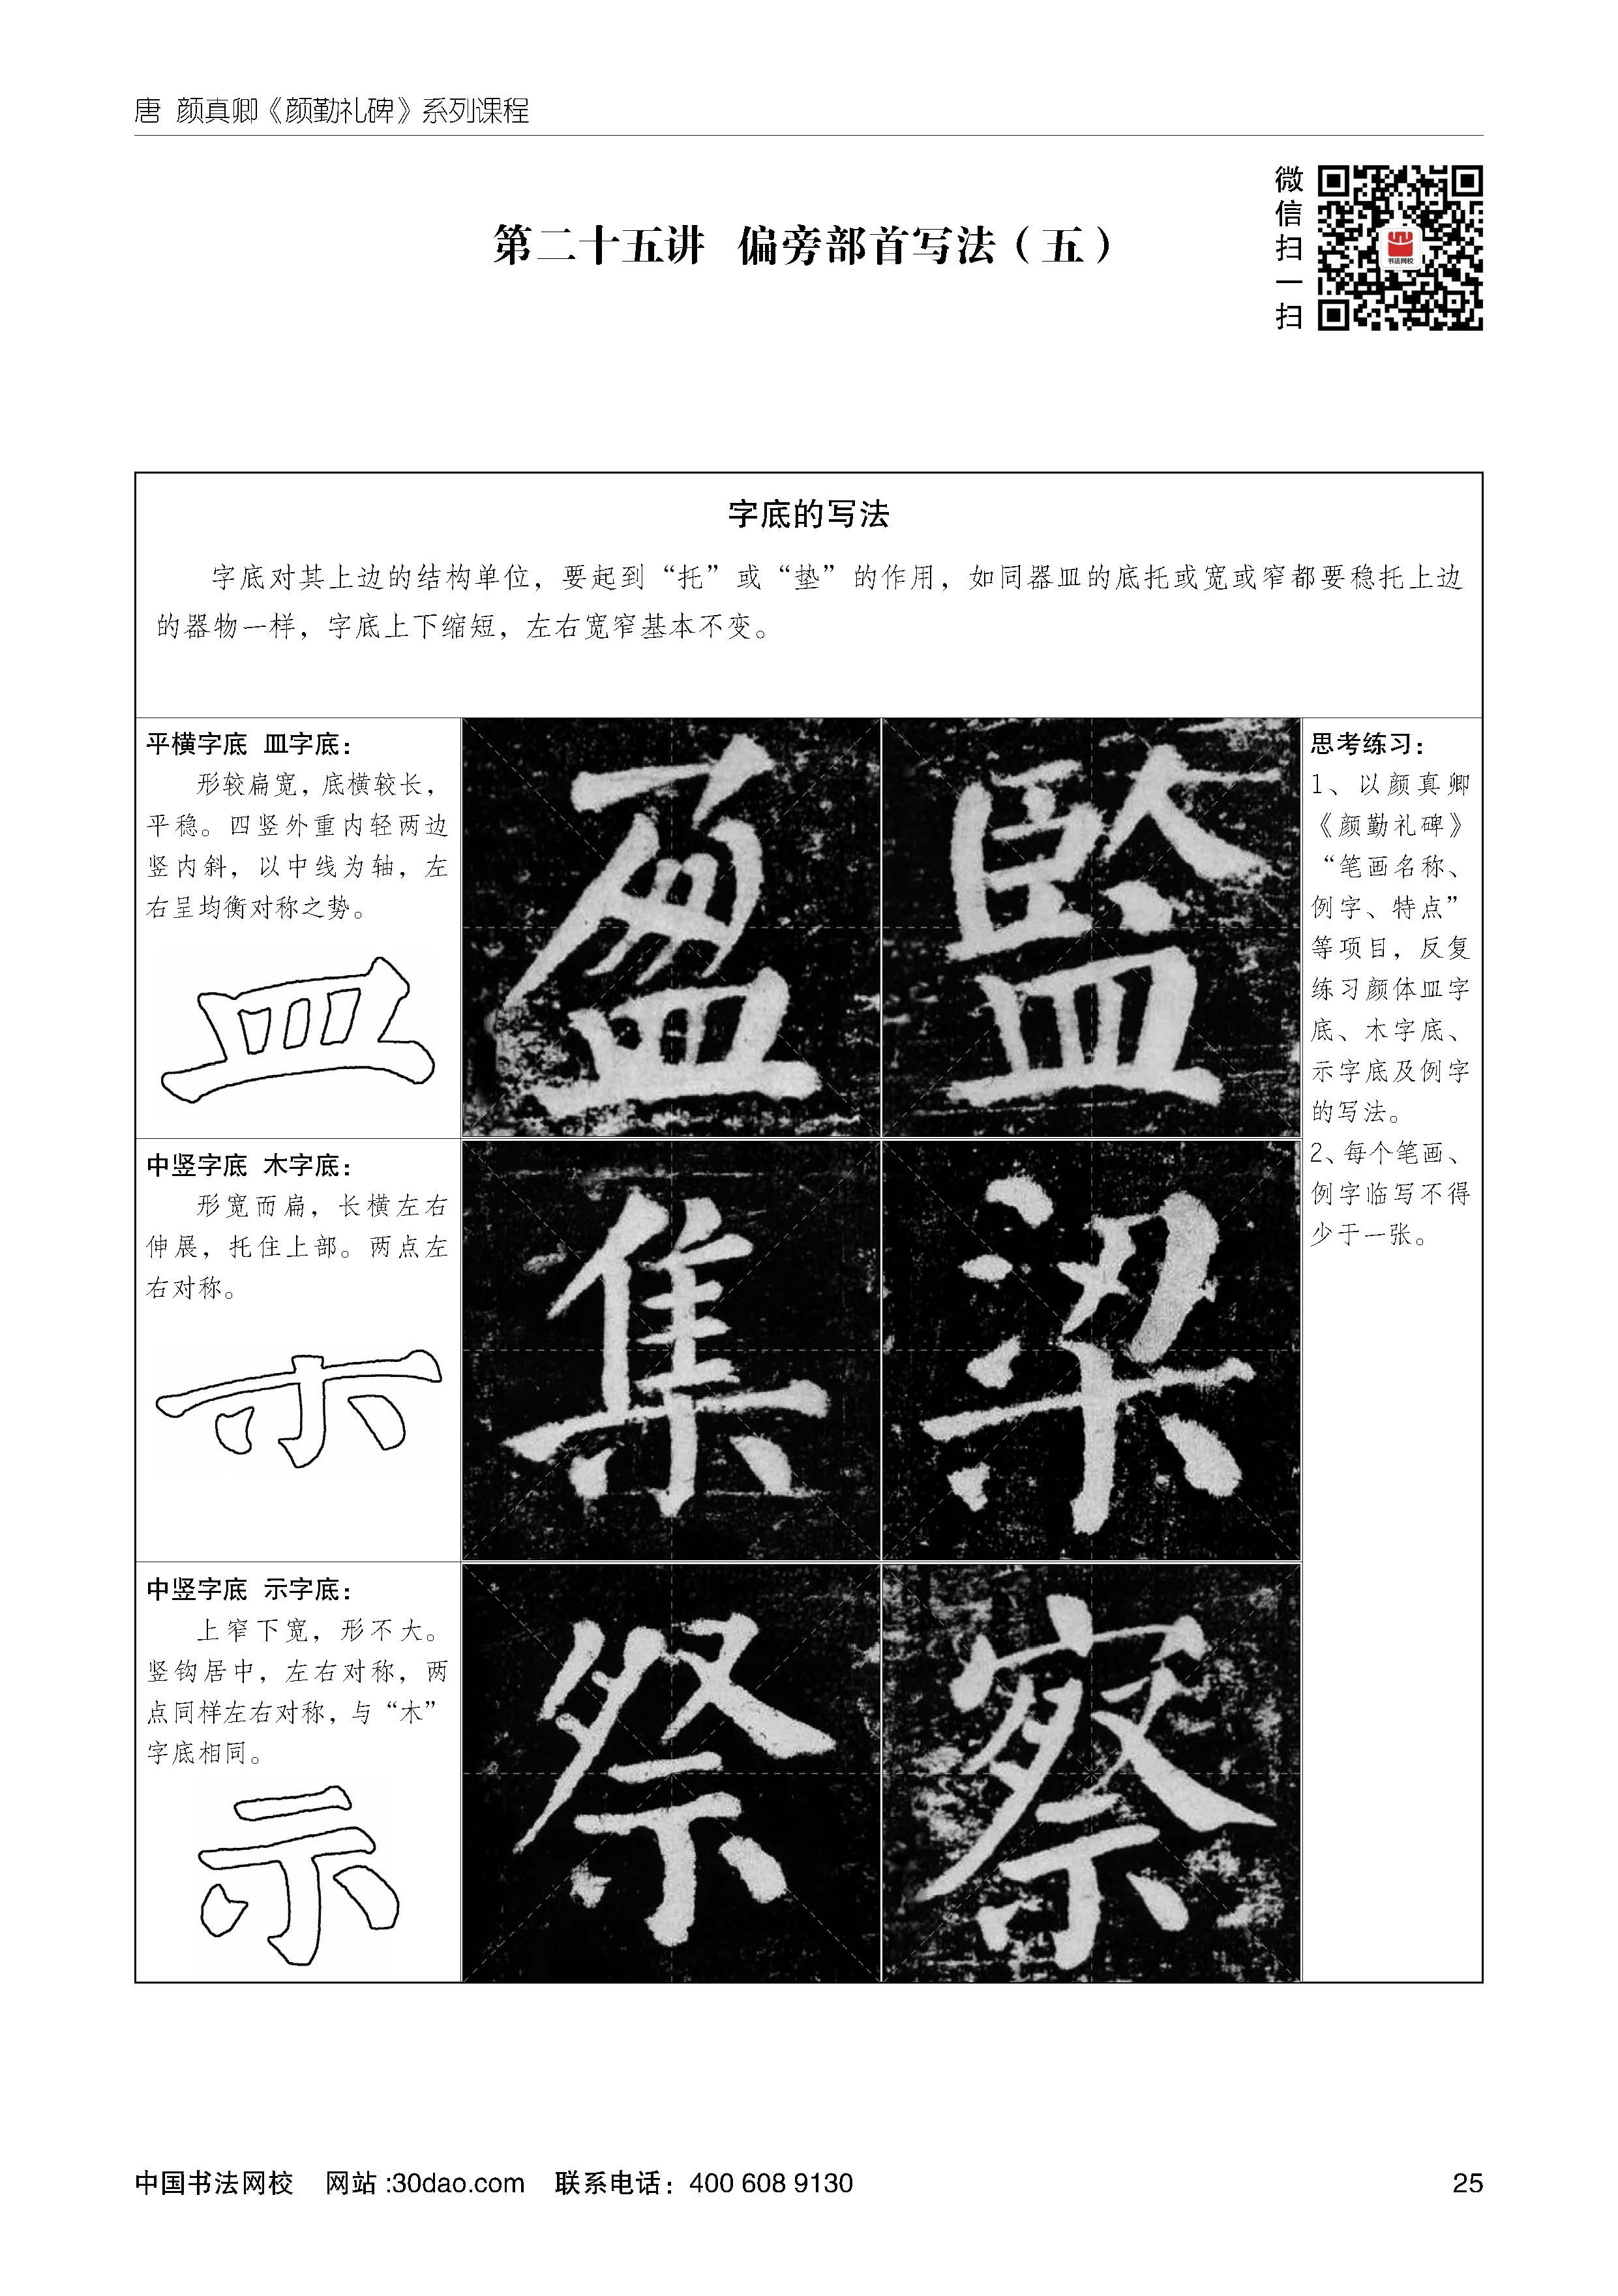 唐 颜真卿《颜勤礼碑》系列课程
微信扫一扫
书法网校
第二十五讲 偏旁部首写法（五）
字底的写法
字底对其上边的结构单位，要起到“托”或“垫”的作用，如同器皿的底托或宽或窄都要稳托上边
的器物一样，字底上下缩短，左右宽窄基本不变。
平横字底 皿字底：
形较扁宽，底横较长，
平稳。四竖外重内轻两边
竖内斜，以中线为轴，左
右呈均衡对称之势。
皿
盈 監
中竖字底 木字底：
形宽而扁，长横左右
伸展，托住上部。两点左
右对称。
木
集 梁
中竖字底 示字底：
上窄下宽，形不大。
竖钩居中，左右对称，两
点同样左右对称，与“木”
字底相同。
示
祭 察
思考练习：
1、以颜真卿
《颜勤礼碑》
“笔画名称、
例字、特点”
等项目，反复
练习颜体皿字
底、木字底、
示字底及例字
的写法。
2、每个笔画、
例字临写不得
少于一张。
中国书法网校 网站 :30dao.com 联系电话：400 608 9130
25